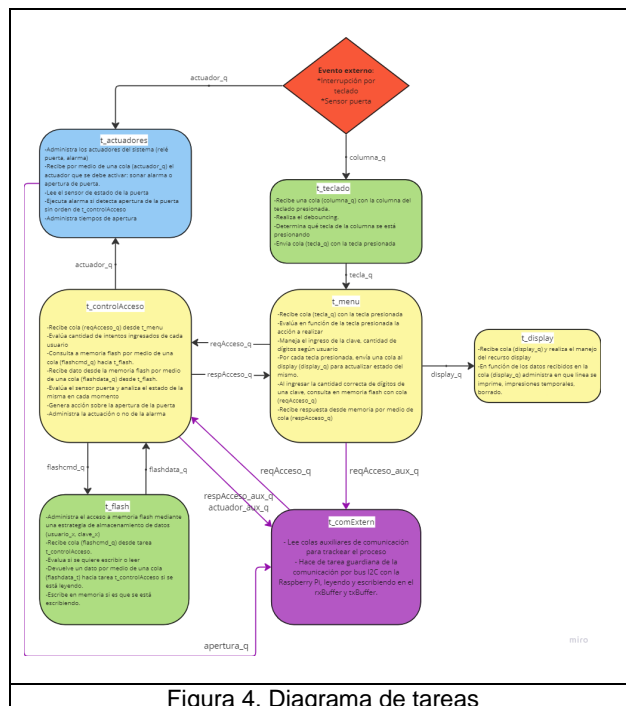 actuador_q
Evento externo:
*Interrupción por
teclado
*Sensor puerta
columna_q
t_actuadores
-Administra los actuadores del sistema (relé
puerta, alarma)
-Recibe por medio de una cola (actuador_q) el
actuador que se debe activar: sonar alarma o
apertura de puerta.
-Lee el sensor de estado de la puerta
-Ejecuta alarma si detecta apertura de la puerta
sin orden de t_controlAcceso
-Administra tiempos de apertura
t_teclado
-Recibe una cola (columna_q) con la columna del
teclado presionada.
-Realiza el debouncing.
-Determina qué tecla de la columna se está
presionando
-Envía cola (tecla_q) con la tecla presionada
actuador_q
tecla_q
t_controlAcceso
-Recibe cola (reqAcceso_q) desde t_menu
-Evalúa cantidad de intentos ingresados de cada
usuario
-Consulta a memoria flash por medio de una
cola (flashcmd_q) hacia t_flash.
-Recibe dato desde la memoria flash por medio
de una cola (flashdata_q) desde t_flash.
-Evalúa el sensor puerta y analiza el estado de la
misma en cada momento
-Genera acción sobre la apertura de la puerta
-Administra la actuación o no de la alarma
reqAcceso_q
respAcceso_q
t_menu
-Recibe cola (tecla_q) con la tecla presionada
-Evalúa en función de la tecla presionada la
acción a realizar
-Maneja el ingreso de la clave, cantidad de
dígitos según usuario
-Por cada tecla presionada, envía una cola al
display (display_q) para actualizar estado del
mismo.
-Al ingresar la cantidad correcta de dígitos de
una clave, consulta en memoria flash con cola
(reqAcceso_q)
-Recibe respuesta desde memoria por medio de
cola (respAcceso_q)
display_q
t_display
-Recibe cola (display_q) y realiza el manejo
del recurso display
-En función de los datos recibidos en la
cola (display_q) administra en que línea se
imprime, impresiones temporales,
borrado.
flashcmd_q
flashdata_q
reqAcceso_q
reqAcceso_aux_q
respAcceso_aux_q
actuador_aux_q
t_flash
-Administra el acceso a memoria flash mediante
una estrategia de almacenamiento de datos
(usuario_x, clave_x)
-Recibe cola (flashcmd_q) desde tarea
t_controlAcceso.
-Evalua si se quiere escribir o leer
-Devuelve un dato por medio de una cola
(flashdata_t) hacia tarea t_controlAcceso si se
está leyendo.
-Escribe en memoria si es que se está
escribiendo.
t_comExtern
- Lee colas auxiliares de comunicación
para trackear el proceso
- Hace de tarea guardiana de la
comunicación por bus I2C con la
Raspberry Pi, leyendo y escribiendo en el
rxBuffer y txBuffer.
apertura_q
miro
Figura 4. Diagrama de tareas